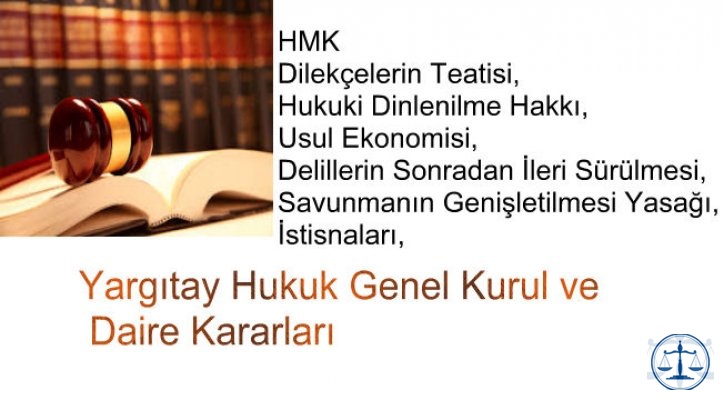 HMK
Dilekçelerin Teatisi,
Hukuki Dinlenilme Hakkı,
Usul Ekonomisi,
Delillerin Sonradan İleri Sürülmesi,
Savunmanın Genişletilmesi Yasağı,
İstisnaları,
Yargıtay Hukuk Genel Kurul ve
Daire Kararları